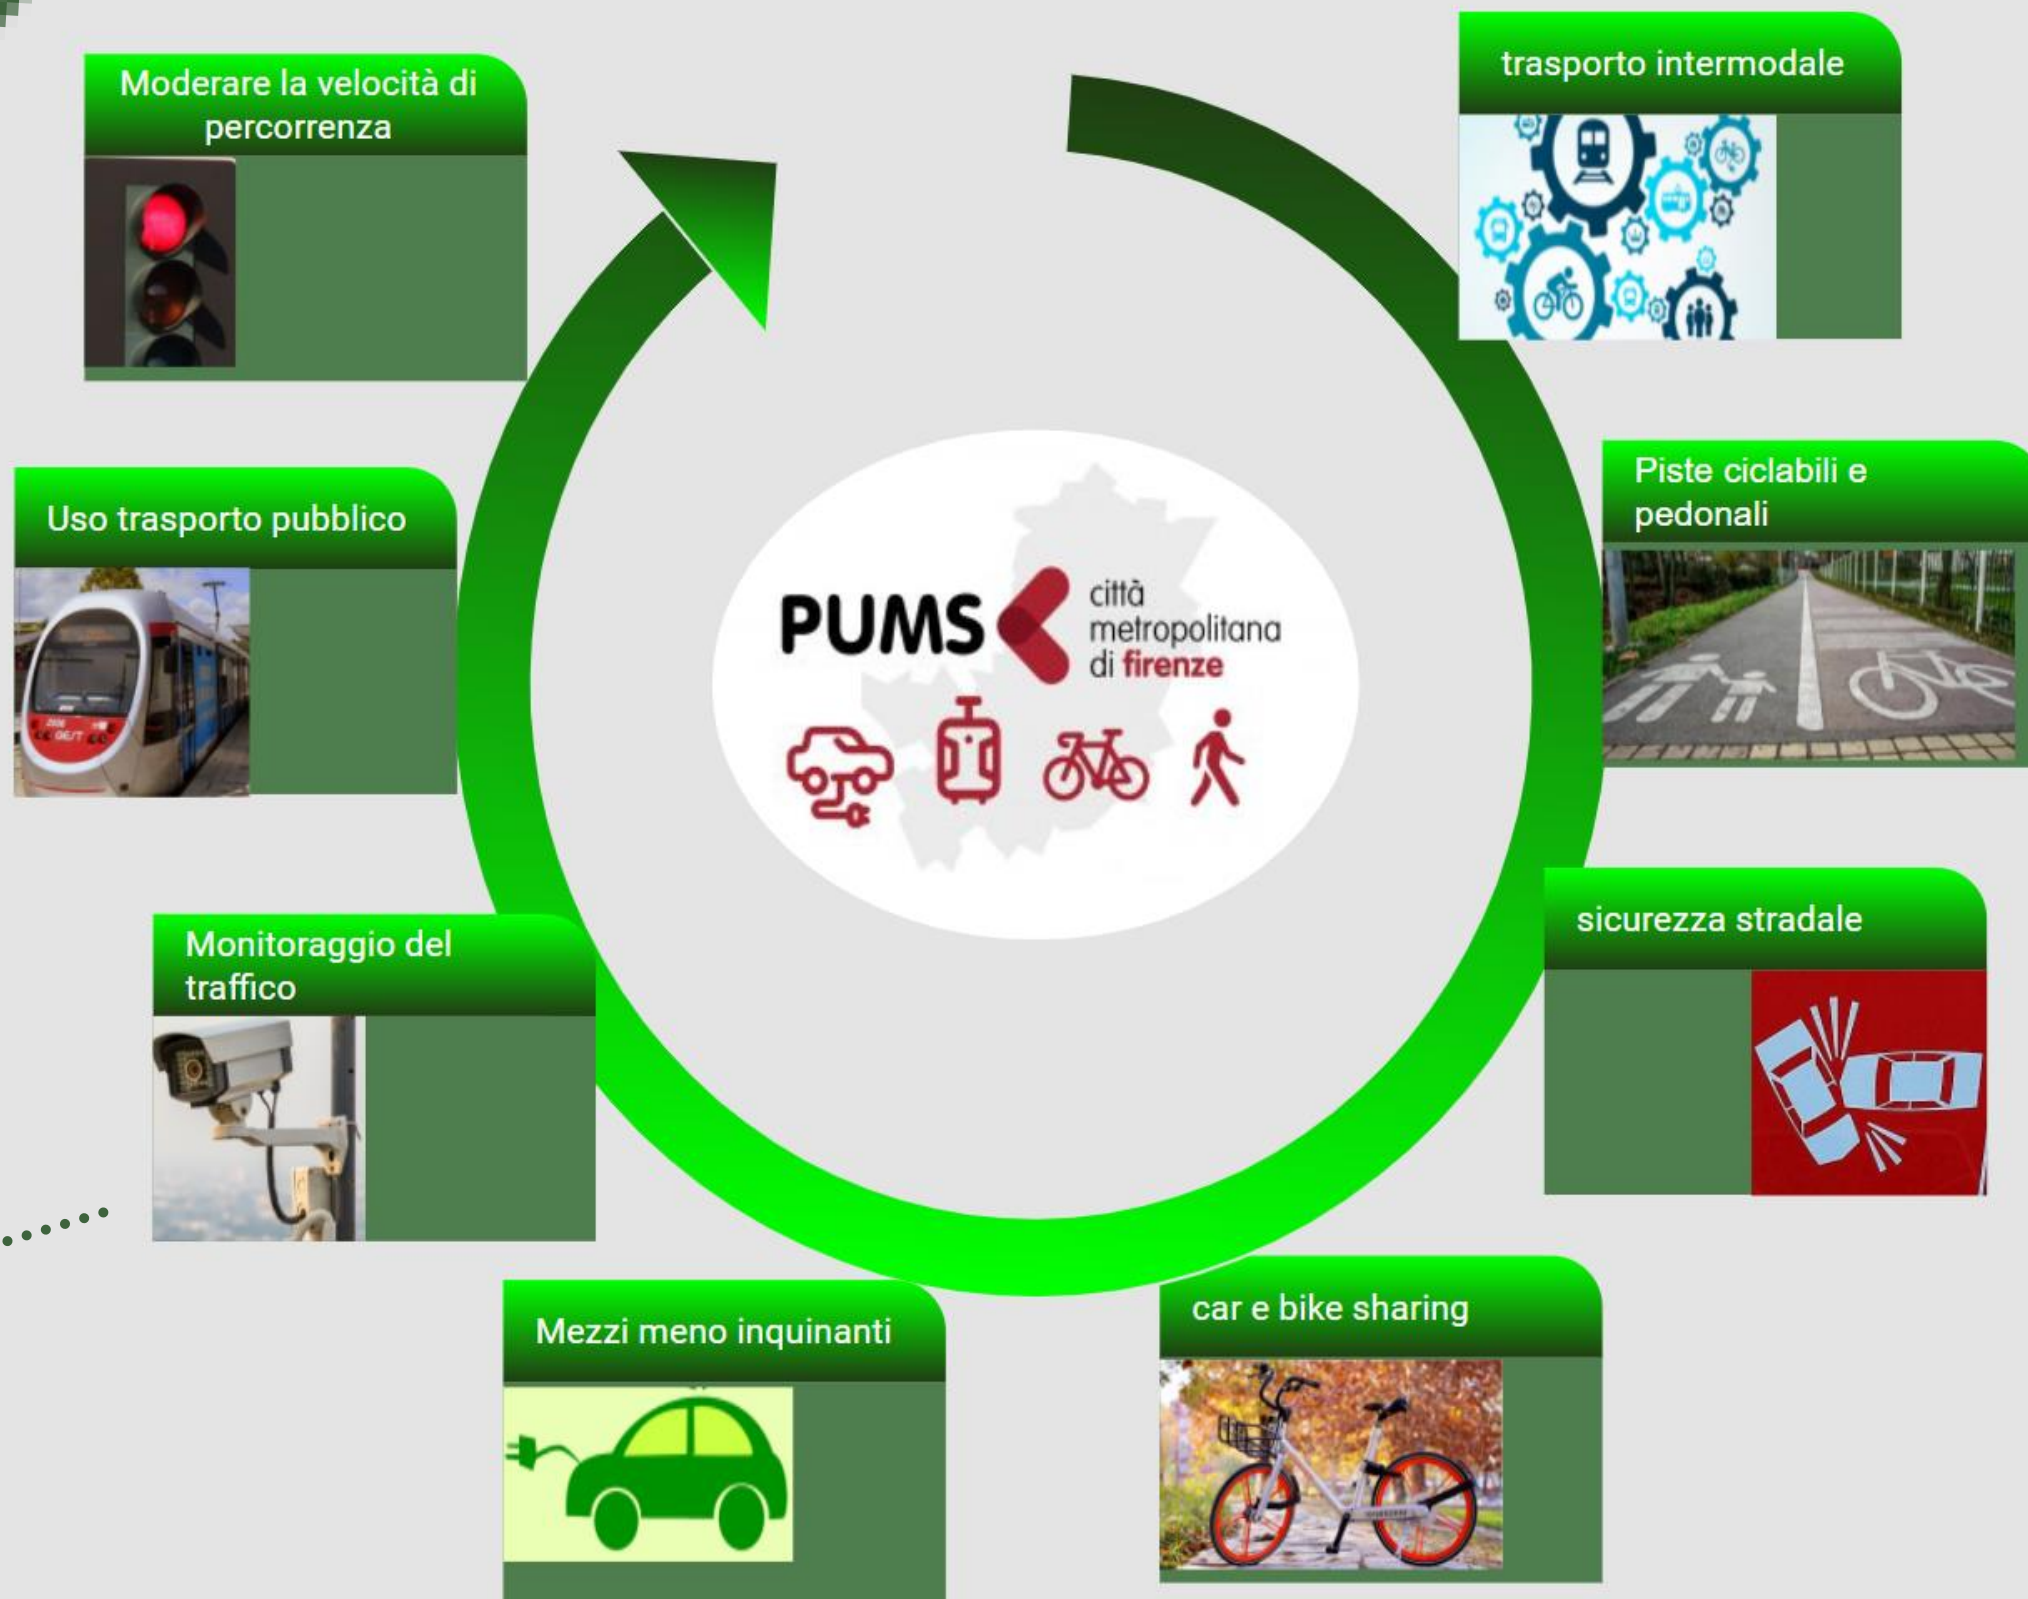 Moderare la velocità di
percorrenza
trasporto intermodale
Uso trasporto pubblico
Piste ciclabili e
pedonali
PUMS
città
metropolitana
di firenze
GEST
Monitoraggio del
traffico
sicurezza stradale
Mezzi meno inquinanti
car e bike sharing